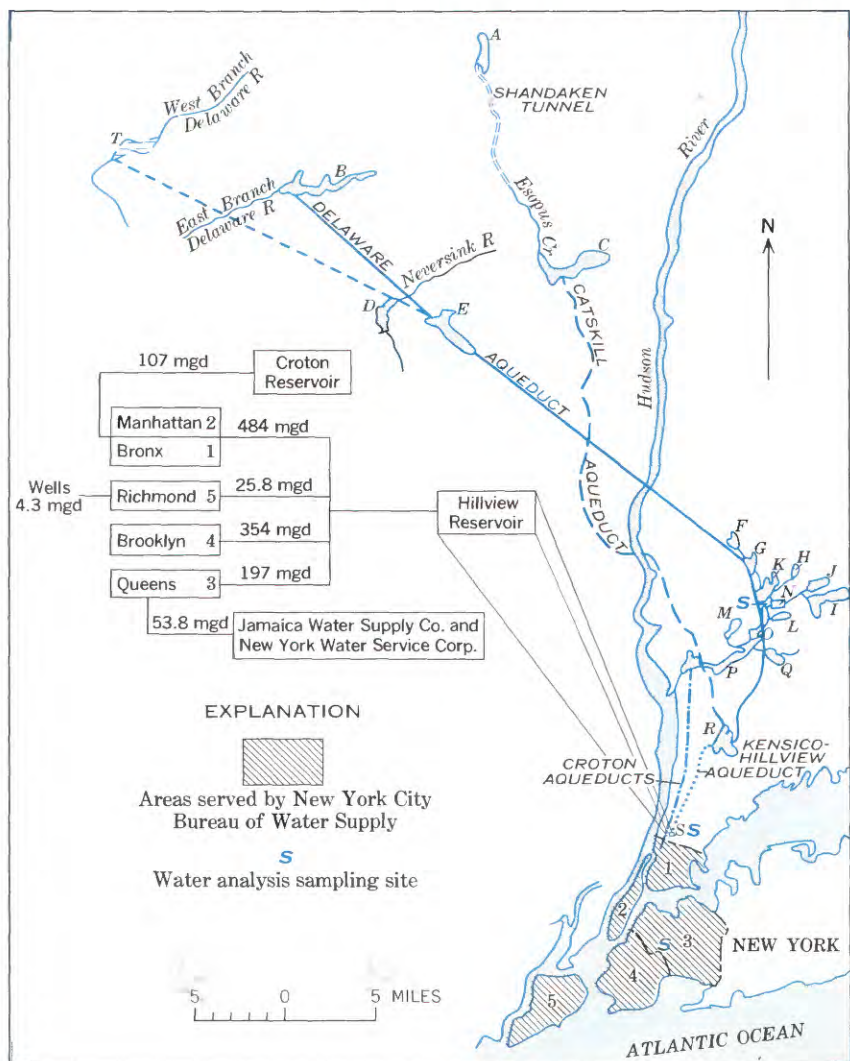 A
SHANDAKEN
TUNNEL
West Branch
Delaware R
T
River
B
East Branch
Delaware R
Esopus Cr
N
DELAWARE
Neversink R
C
D
E
CATSKILL
AQUEDUCT
Hudson
107 mgd
Croton
Reservoir
Manhattan 2
484 mgd
Bronx 1
Wells
4.3 mgd
Richmond 5
25.8 mgd
Hillview
Reservoir
AQUEDUCT
Brooklyn 4
354 mgd
Queens 3
197 mgd
53.8 mgd
Jamaica Water Supply Co. and
New York Water Service Corp.
F
G
K
H
J
S
N
I
M
L
O
P
Q
EXPLANATION
R
KENSICO-
HILLVIEW
AQUEDUCT
CROTON
AQUEDUCTS
Areas served by New York City
Bureau of Water Supply
S
Water analysis sampling site
S S
1
2
S
3
NEW YORK
4
5
5 0 5 MILES
ATLANTIC OCEAN